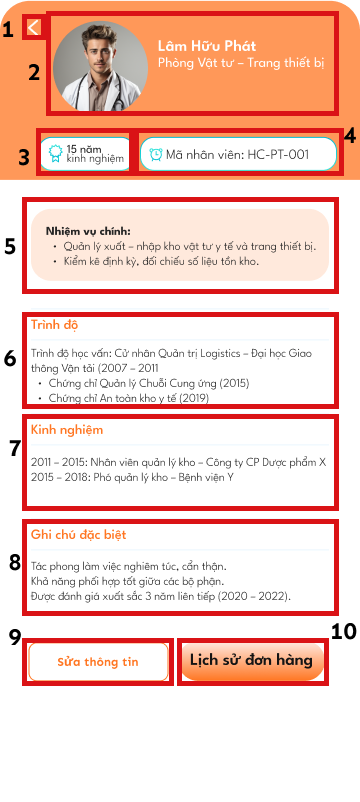 1
2
Lâm Hữu Phát
Phòng Vật tư – Trang thiết bị
3
15 năm
kinh nghiệm
Mã nhân viên: HC-PT-001
4
5
Nhiệm vụ chính:
• Quản lý xuất – nhập kho vật tư y tế và trang thiết bị.
• Kiểm kê định kỳ, đối chiếu số liệu tồn kho.
6
Trình độ
Trình độ học vấn: Cử nhân Quản trị Logistics – Đại học Giao
thông Vận tải (2007 – 2011
• Chứng chỉ Quản lý Chuỗi Cung ứng (2015)
• Chứng chỉ An toàn kho y tế (2019)
7
Kinh nghiệm
2011 – 2015: Nhân viên quản lý kho – Công ty CP Dược phẩm X
2015 – 2018: Phó quản lý kho – Bệnh viện Y
8
Ghi chú đặc biệt
Tác phong làm việc nghiêm túc, cẩn thận.
Khả năng phối hợp tốt giữa các bộ phận.
Được đánh giá xuất sắc 3 năm liên tiếp (2020 – 2022).
9
Sửa thông tin
Lịch sử đơn hàng
10